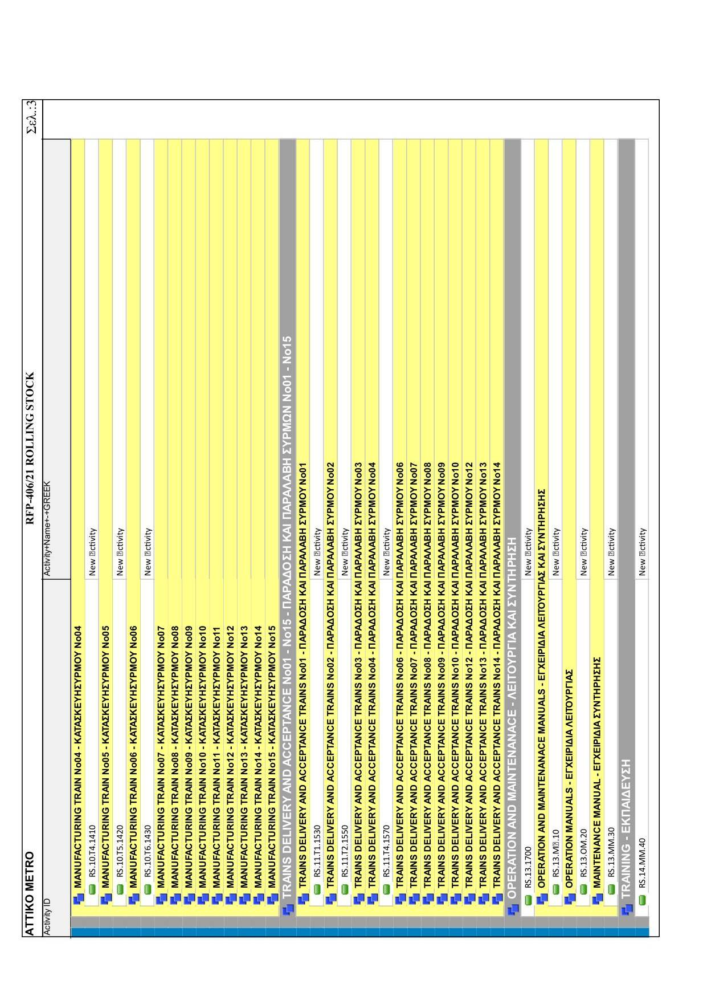 ATTIKO METRO RFP-406/21 ROLLING STOCK Σελ.:3
Activity ID Activity+Name+-+GREEK
MANUFACTURING TRAIN No04 - ΚΑΤΑΣΚΕΥΗΣΥΡΜΟΥ No04
RS.10.T4.1410 New �ctivity
MANUFACTURING TRAIN No05 - ΚΑΤΑΣΚΕΥΗΣΥΡΜΟΥ No05
RS.10.T5.1420 New �ctivity
MANUFACTURING TRAIN No06 - ΚΑΤΑΣΚΕΥΗΣΥΡΜΟΥ No06
RS.10.T6.1430 New �ctivity
MANUFACTURING TRAIN No07 - ΚΑΤΑΣΚΕΥΗΣΥΡΜΟΥ No07
MANUFACTURING TRAIN No08 - ΚΑΤΑΣΚΕΥΗΣΥΡΜΟΥ No08
MANUFACTURING TRAIN No09 - ΚΑΤΑΣΚΕΥΗΣΥΡΜΟΥ No09
MANUFACTURING TRAIN No10 - ΚΑΤΑΣΚΕΥΗΣΥΡΜΟΥ No10
MANUFACTURING TRAIN No11 - ΚΑΤΑΣΚΕΥΗΣΥΡΜΟΥ No11
MANUFACTURING TRAIN No12 - ΚΑΤΑΣΚΕΥΗΣΥΡΜΟΥ No12
MANUFACTURING TRAIN No13 - ΚΑΤΑΣΚΕΥΗΣΥΡΜΟΥ No13
MANUFACTURING TRAIN No14 - ΚΑΤΑΣΚΕΥΗΣΥΡΜΟΥ No14
MANUFACTURING TRAIN No15 - ΚΑΤΑΣΚΕΥΗΣΥΡΜΟΥ No15
TRAINS DELIVERY AND ACCEPTANCE No01 - No15 - ΠΑΡΑΔΟΣΗ ΚΑΙ ΠΑΡΑΛΑΒΗ ΣΥΡΜΩΝ No01 - No15
TRAINS DELIVERY AND ACCEPTANCE TRAINS No01 - ΠΑΡΑΔΟΣΗ ΚΑΙ ΠΑΡΑΛΑΒΗ ΣΥΡΜΟΥ No01
RS.11.T1.1530 New �ctivity
TRAINS DELIVERY AND ACCEPTANCE TRAINS No02 - ΠΑΡΑΔΟΣΗ ΚΑΙ ΠΑΡΑΛΑΒΗ ΣΥΡΜΟΥ No02
RS.11.T2.1550 New �ctivity
TRAINS DELIVERY AND ACCEPTANCE TRAINS No03 - ΠΑΡΑΔΟΣΗ ΚΑΙ ΠΑΡΑΛΑΒΗ ΣΥΡΜΟΥ No03
TRAINS DELIVERY AND ACCEPTANCE TRAINS No04 - ΠΑΡΑΔΟΣΗ ΚΑΙ ΠΑΡΑΛΑΒΗ ΣΥΡΜΟΥ No04
RS.11.T4.1570 New �ctivity
TRAINS DELIVERY AND ACCEPTANCE TRAINS No06 - ΠΑΡΑΔΟΣΗ ΚΑΙ ΠΑΡΑΛΑΒΗ ΣΥΡΜΟΥ No06
TRAINS DELIVERY AND ACCEPTANCE TRAINS No07 - ΠΑΡΑΔΟΣΗ ΚΑΙ ΠΑΡΑΛΑΒΗ ΣΥΡΜΟΥ No07
TRAINS DELIVERY AND ACCEPTANCE TRAINS No08 - ΠΑΡΑΔΟΣΗ ΚΑΙ ΠΑΡΑΛΑΒΗ ΣΥΡΜΟΥ No08
TRAINS DELIVERY AND ACCEPTANCE TRAINS No09 - ΠΑΡΑΔΟΣΗ ΚΑΙ ΠΑΡΑΛΑΒΗ ΣΥΡΜΟΥ No09
TRAINS DELIVERY AND ACCEPTANCE TRAINS No10 - ΠΑΡΑΔΟΣΗ ΚΑΙ ΠΑΡΑΛΑΒΗ ΣΥΡΜΟΥ No10
TRAINS DELIVERY AND ACCEPTANCE TRAINS No12 - ΠΑΡΑΔΟΣΗ ΚΑΙ ΠΑΡΑΛΑΒΗ ΣΥΡΜΟΥ No12
TRAINS DELIVERY AND ACCEPTANCE TRAINS No13 - ΠΑΡΑΔΟΣΗ ΚΑΙ ΠΑΡΑΛΑΒΗ ΣΥΡΜΟΥ No13
TRAINS DELIVERY AND ACCEPTANCE TRAINS No14 - ΠΑΡΑΔΟΣΗ ΚΑΙ ΠΑΡΑΛΑΒΗ ΣΥΡΜΟΥ No14
OPERATION AND MAINTENANACE - ΛΕΙΤΟΥΡΓΙΑ ΚΑΙ ΣΥΝΤΗΡΗΣΗ
RS.13.1700 New �ctivity
OPERATION AND MAINTENANACE MANUALS - ΕΓΧΕΙΡΙΔΙΑ ΛΕΙΤΟΥΡΓΙΑΣ ΚΑΙ ΣΥΝΤΗΡΗΣΗΣ
RS.13.M�.10 New �ctivity
OPERATION MANUALS - ΕΓΧΕΙΡΙΔΙΑ ΛΕΙΤΟΥΡΓΙΑΣ
RS.13.OM.20 New �ctivity
MAINTENANCE MANUAL - ΕΓΧΕΙΡΙΔΙΑ ΣΥΝΤΗΡΗΣΗΣ
RS.13.MM.30 New �ctivity
TRAINING - ΕΚΠΑΙΔΕΥΣΗ
RS.14.MM.40 New �ctivity